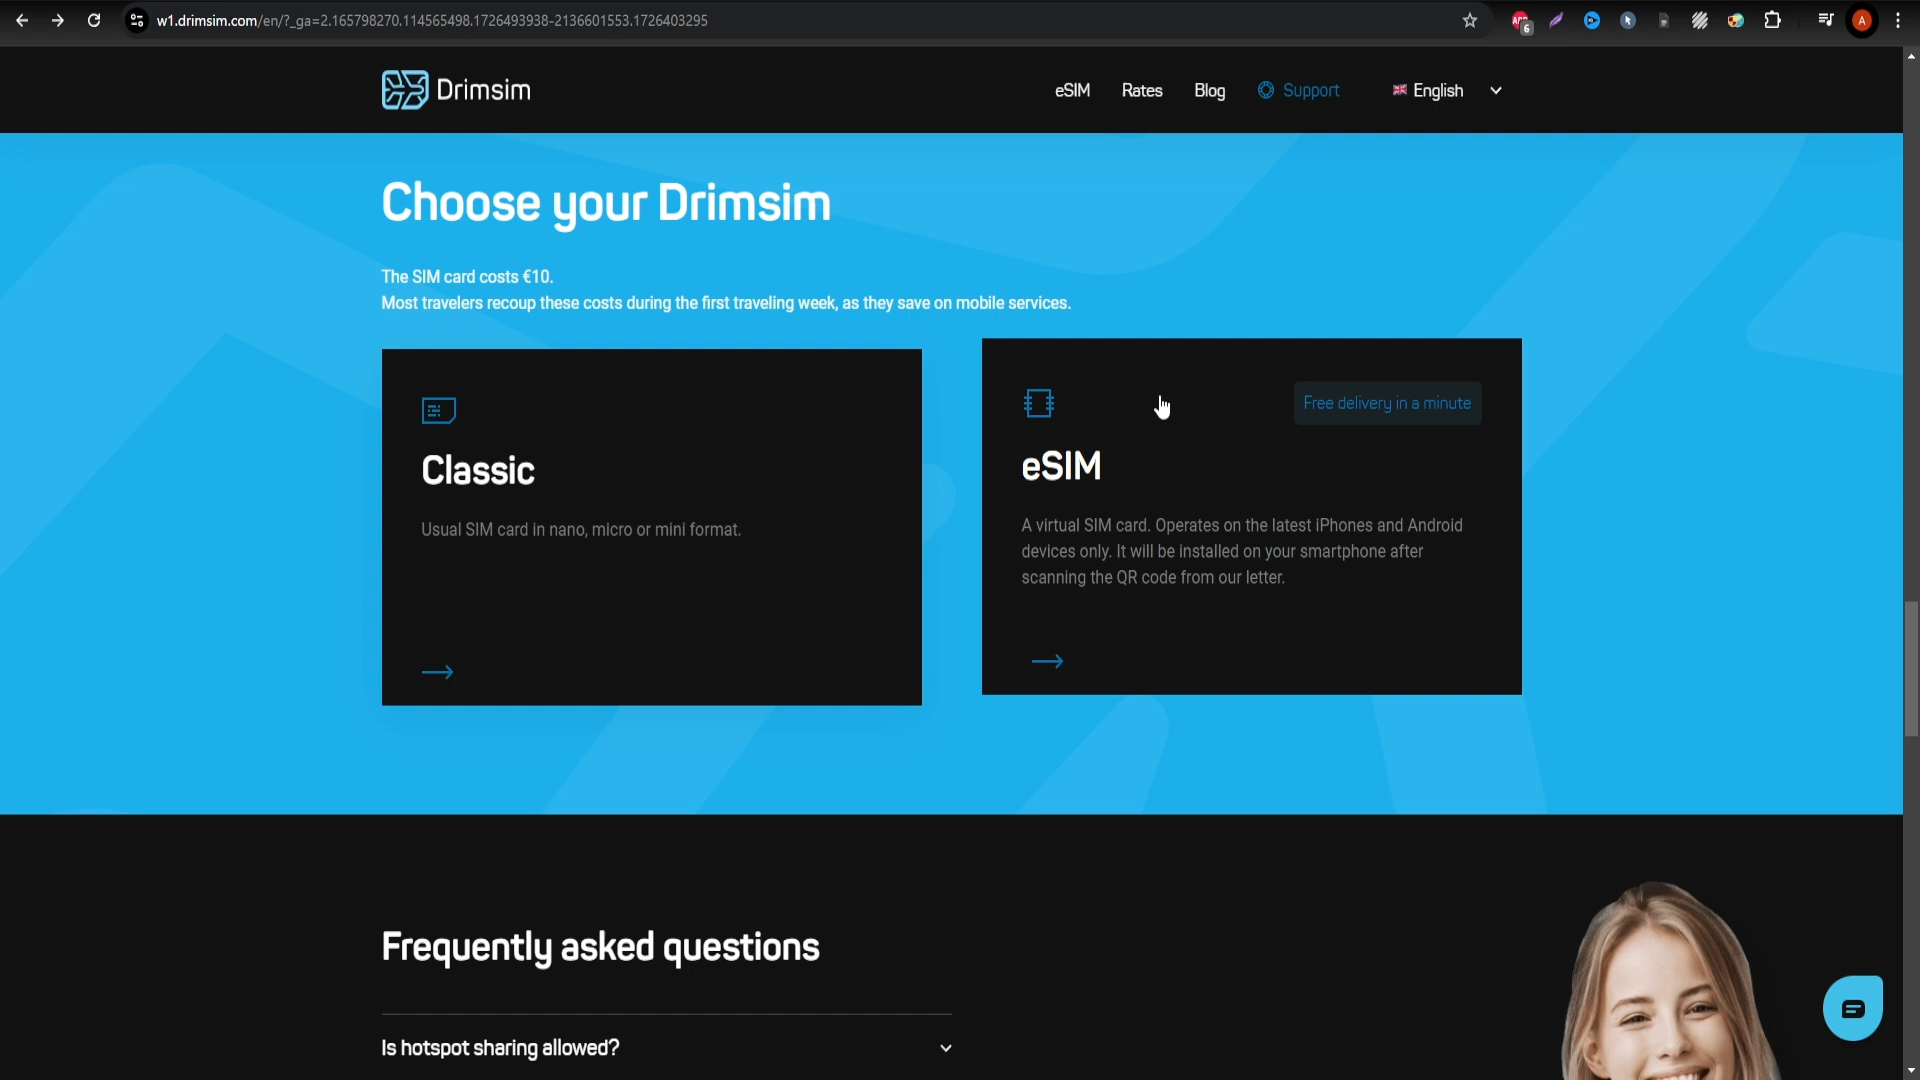 w1.drimsim.com/en/?_ga=2.165798270.114565498.1726493938-2136601553.1726403295
6
A
Drimsim
eSIM
Rates
Blog
Support
English
Choose your Drimsim
The SIM card costs €10.
Most travelers recoup these costs during the first traveling week, as they save on mobile services.
Classic
Usual SIM card in nano, micro or mini format.
Free delivery in a minute
eSIM
A virtual SIM card. Operates on the latest iPhones and Android
devices only. It will be installed on your smartphone after
scanning the QR code from our letter.
Frequently asked questions
Is hotspot sharing allowed?